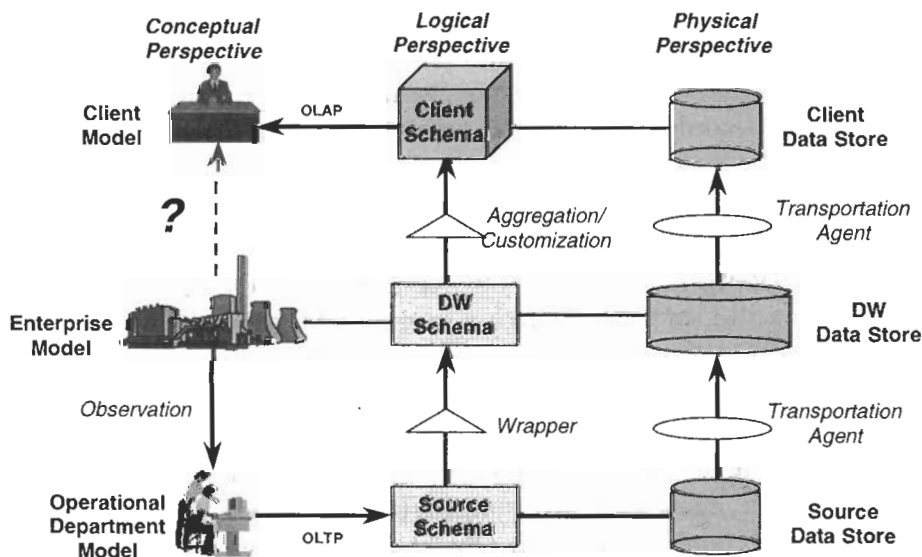 Conceptual
Perspective
Logical
Perspective
Physical
Perspective
Client
Model
OLAP
Client
Schema
Client
Data Store
?
Aggregation/
Customization
Transportation
Agent
Enterprise
Model
DW
Schema
DW
Data Store
Observation
Wrapper
Transportation
Agent
Operational
Department
Model
OLTP
Source
Schema
Source
Data Store